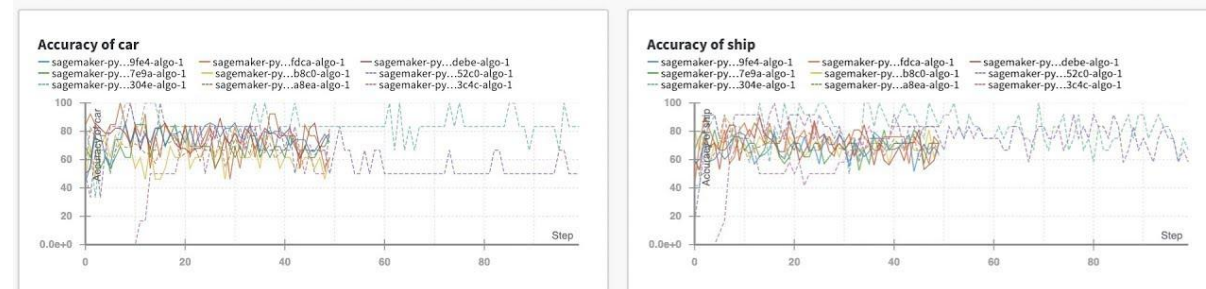 Accuracy of car
sagemaker-py...9fe4-algo-1 sagemaker-py...fdca-algo-1 sagemaker-py...debe-algo-1
sagemaker-py...7e9a-algo-1 sagemaker-py...b8c0-algo-1 sagemaker-py...52c0-algo-1
sagemaker-py...304e-algo-1 sagemaker-py...a8ea-algo-1 sagemaker-py...3c4c-algo-1
Accuracy of car
100
80
60
40
20
0.0e+0
Step
0 20 40 60 80
Accuracy of ship
sagemaker-py...9fe4-algo-1 sagemaker-py...fdca-algo-1 sagemaker-py...debe-algo-1
sagemaker-py...7e9a-algo-1 sagemaker-py...b8c0-algo-1 sagemaker-py...52c0-algo-1
sagemaker-py...304e-algo-1 sagemaker-py...a8ea-algo-1 sagemaker-py...3c4c-algo-1
Accuracy of ship
100
80
60
40
20
0.0e+0
Step
0 20 40 60 80